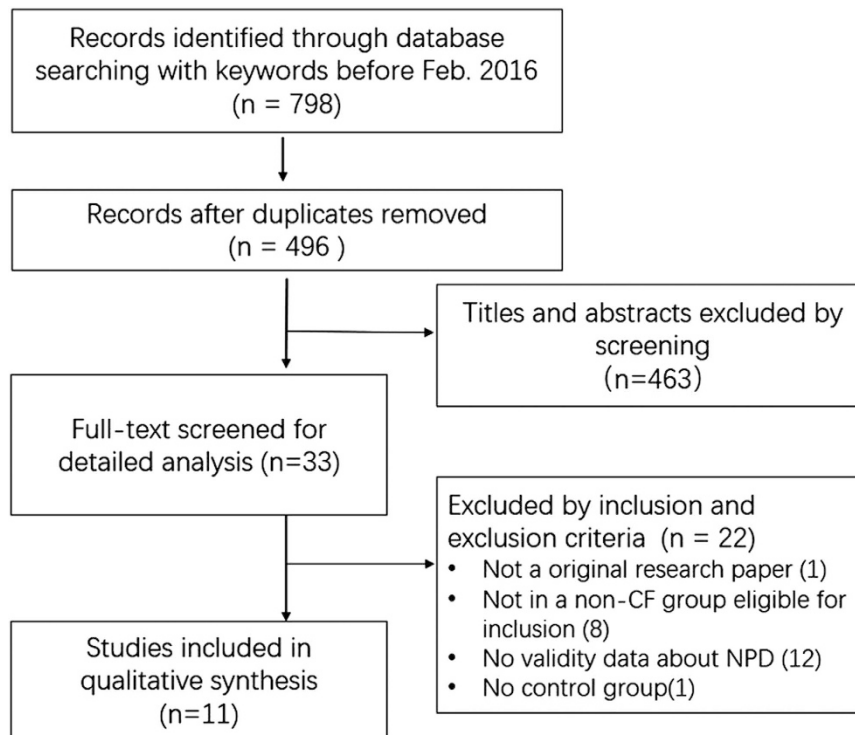 Records identified through database
searching with keywords before Feb. 2016
(n = 798)
Records after duplicates removed
(n = 496 )
Titles and abstracts excluded by
screening
(n=463)
Full-text screened for
detailed analysis (n=33)
Excluded by inclusion and
exclusion criteria (n = 22)
• Not a original research paper (1)
• Not in a non-CF group eligible for
inclusion (8)
• No validity data about NPD (12)
• No control group(1)
Studies included in
qualitative synthesis
(n=11)